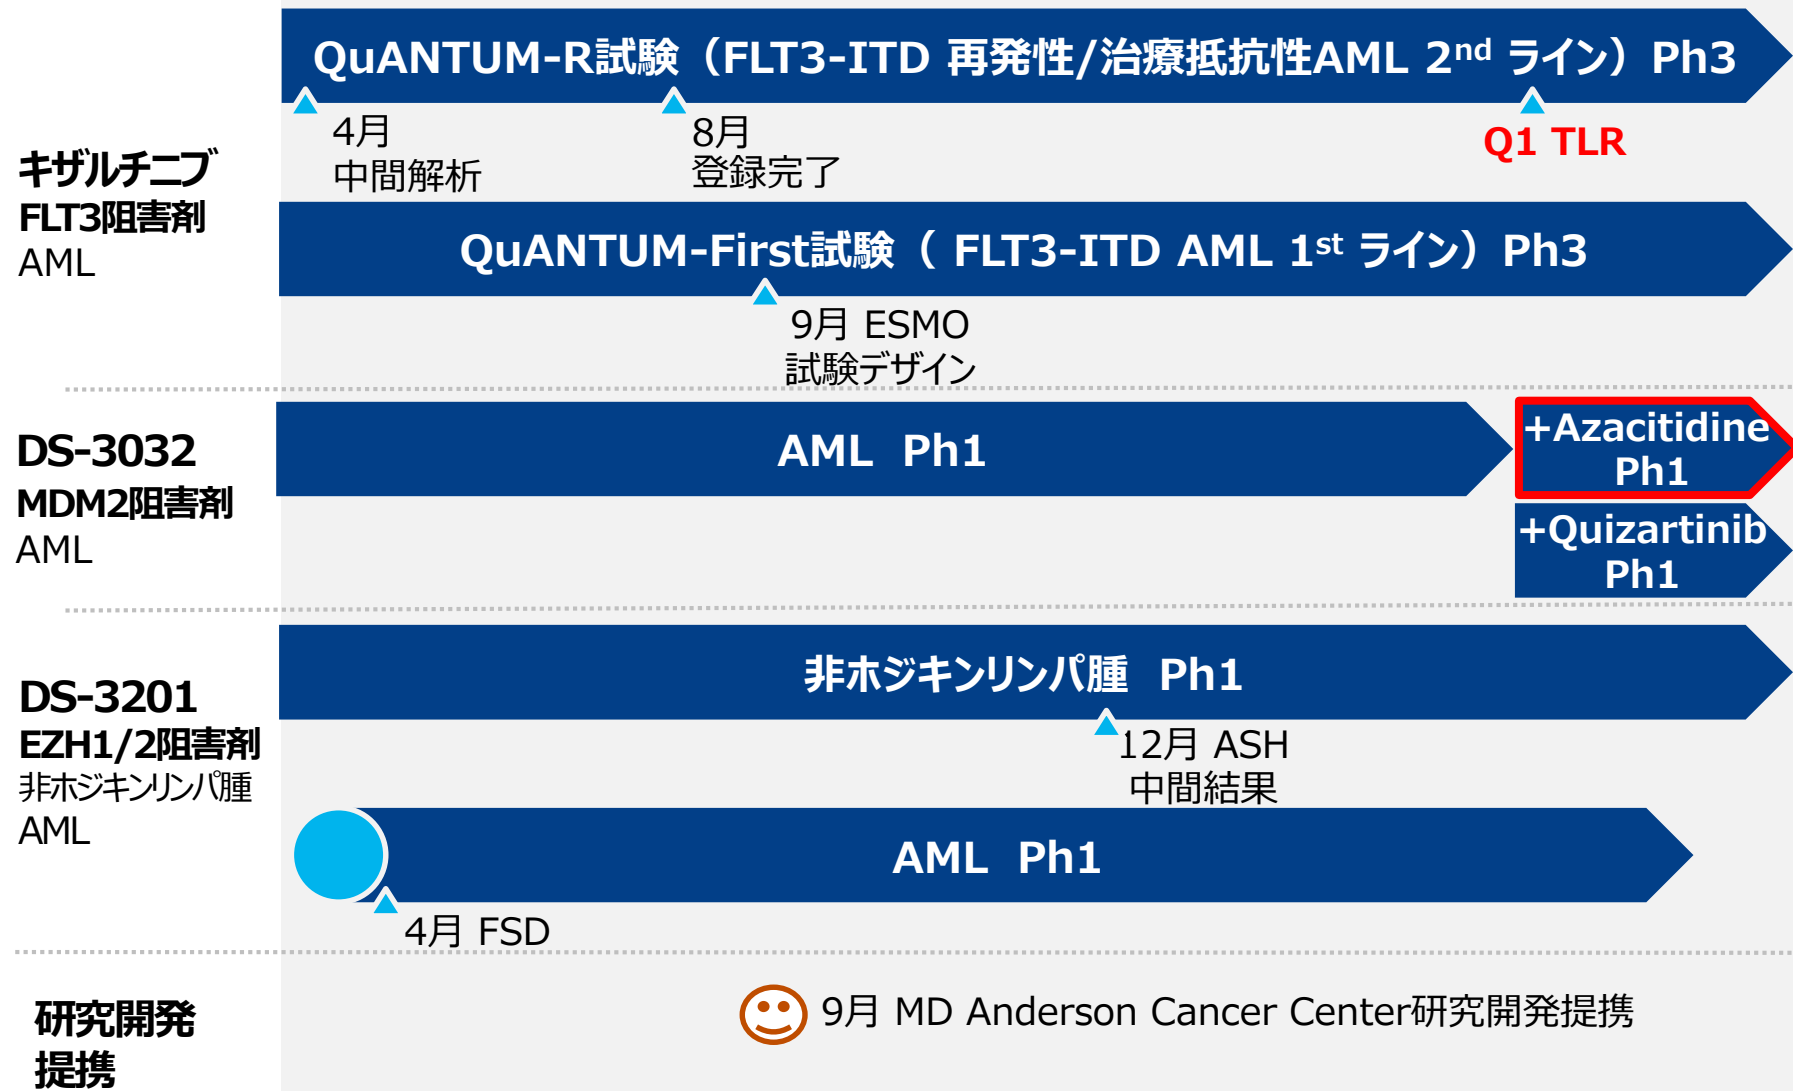 QuANTUM-R試験（FLT3-ITD 再発性/治療抵抗性AML 2nd ライン）Ph3
4月
中間解析
8月
登録完了
Q1 TLR
キザルチニブ
FLT3阻害剤
AML
QuANTUM-First試験（ FLT3-ITD AML 1st ライン）Ph3
9月 ESMO
試験デザイン
DS-3032
MDM2阻害剤
AML
AML Ph1
+Azacitidine
Ph1
+Quizartinib
Ph1
DS-3201
EZH1/2阻害剤
非ホジキンリンパ腫
AML
非ホジキンリンパ腫 Ph1
12月 ASH
中間結果
AML Ph1
4月 FSD
研究開発
提携
9月 MD Anderson Cancer Center研究開発提携